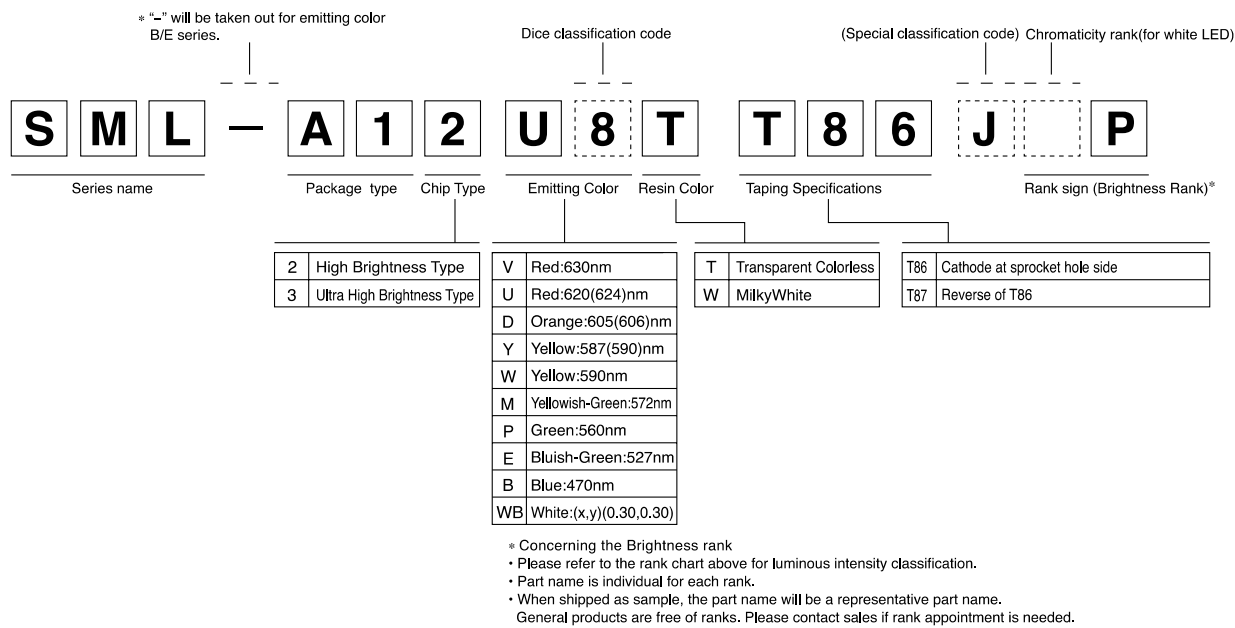 * “–” will be taken out for emitting color
B/E series.
Dice classification code
(Special classification code) Chromaticity rank(for white LED)
S M L — A 1 2 U 8 T T 8 6 J P
Series name
Package type
Chip Type
Emitting Color
Resin Color
Taping Specifications
Rank sign (Brightness Rank)*
2 High Brightness Type
3 Ultra High Brightness Type
V Red:630nm
U Red:620(624)nm
D Orange:605(606)nm
Y Yellow:587(590)nm
W Yellow:590nm
M Yellowish-Green:572nm
P Green:560nm
E Bluish-Green:527nm
B Blue:470nm
WB White:(x,y)(0.30,0.30)
T Transparent Colorless
W MilkyWhite
T86 Cathode at sprocket hole side
T87 Reverse of T86
* Concerning the Brightness rank
• Please refer to the rank chart above for luminous intensity classification.
• Part name is individual for each rank.
• When shipped as sample, the part name will be a representative part name.
General products are free of ranks. Please contact sales if rank appointment is needed.